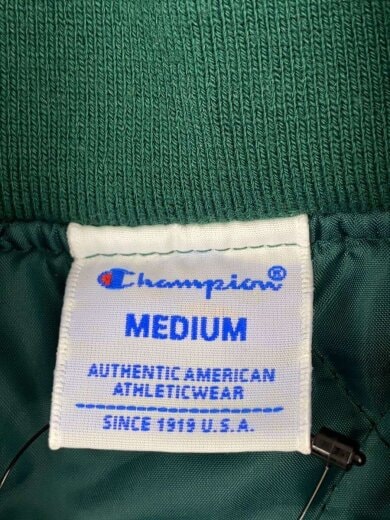 Champion®
MEDIUM
AUTHENTIC AMERICAN
ATHLETICWEAR
SINCE 1919 U.S.A.